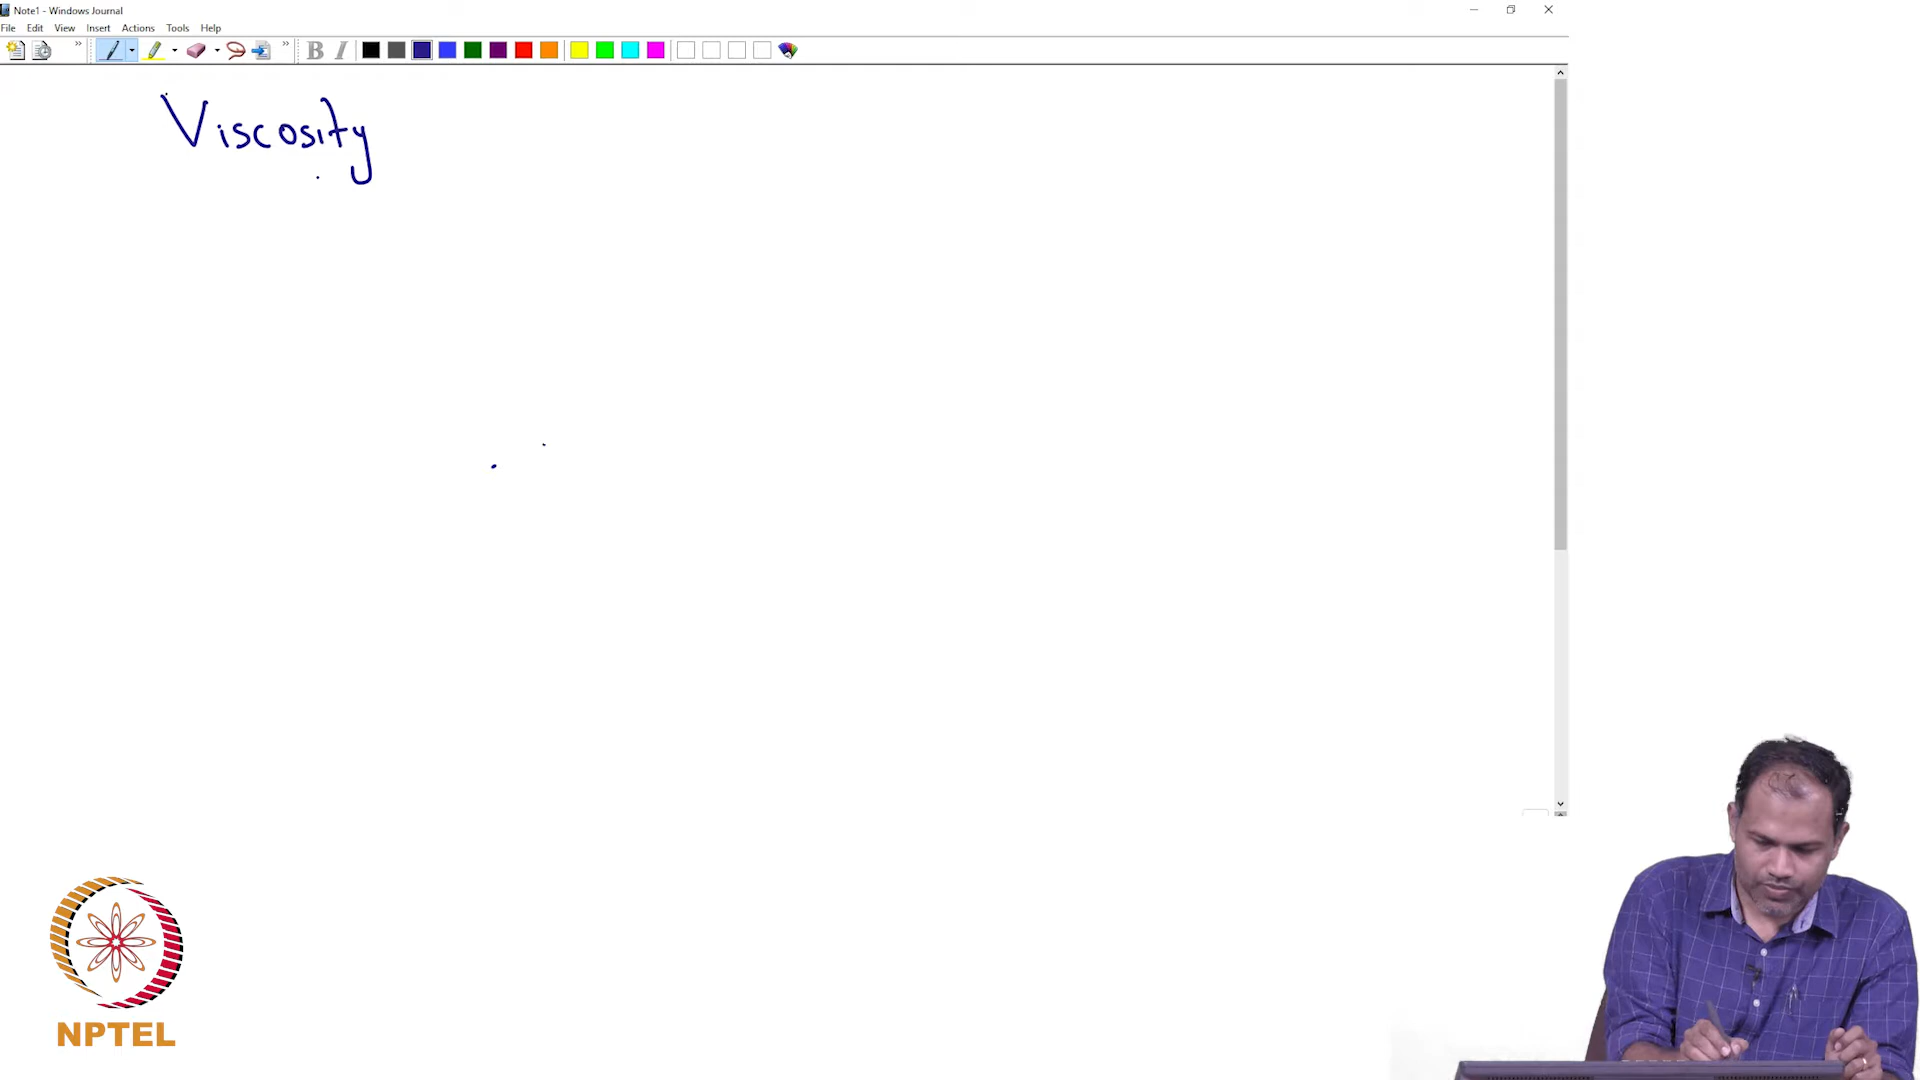 Note1 - Windows Journal
File Edit View Insert Actions Tools Help
B I
Viscosity
NPTEL